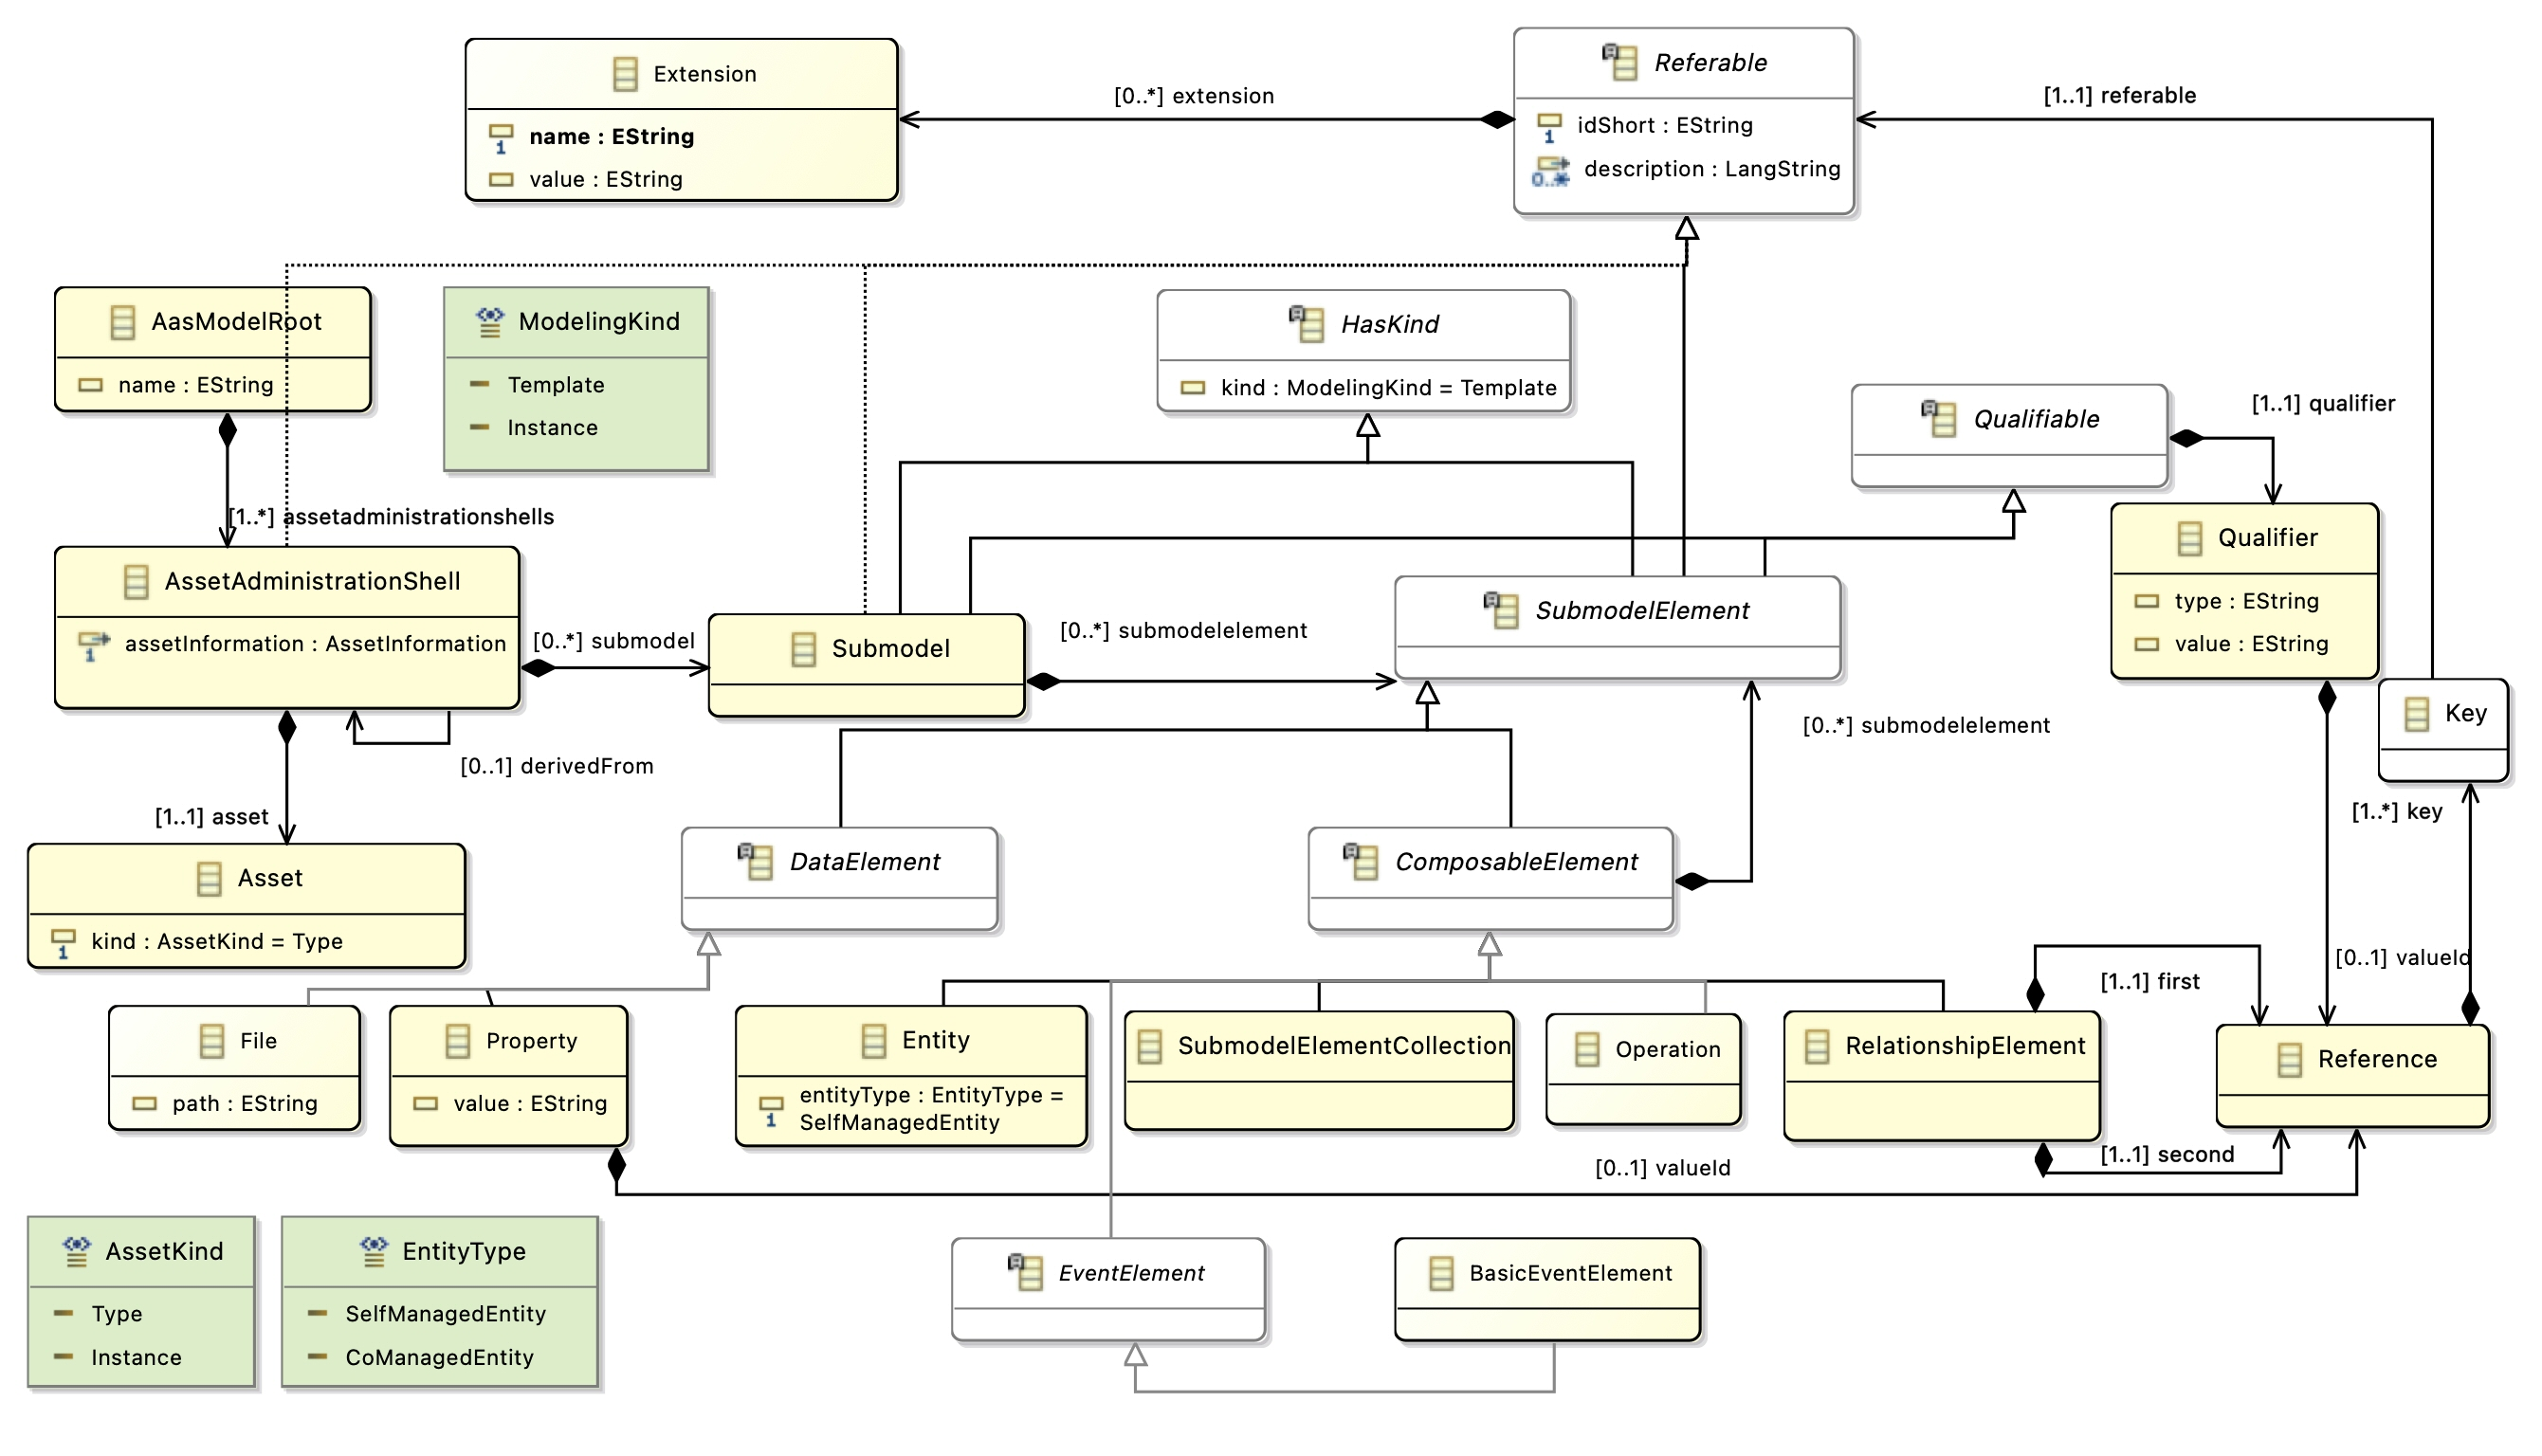 Extension
name : EString
value : EString
[0..*] extension
Referable
idShort : EString
description : LangString
[1..1] referable
AasModelRoot
name : EString
ModelingKind
Template
Instance
HasKind
kind : ModelingKind = Template
Qualifiable
[1..1] qualifier
[1..*] assetadministrationshells
AssetAdministrationShell
assetInformation : AssetInformation
[0..*] submodel
Submodel
[0..*] submodelelement
SubmodelElement
Qualifier
type : EString
value : EString
Key
[0..1] derivedFrom
[0..*] submodelelement
[1..1] asset
[1..*] key
Asset
kind : AssetKind = Type
DataElement
ComposableElement
[0..1] valueId
[1..1] first
File
path : EString
Property
value : EString
Entity
entityType : EntityType =
SelfManagedEntity
SubmodelElementCollection
Operation
RelationshipElement
Reference
[1..1] second
[0..1] valueId
AssetKind
Type
Instance
EntityType
SelfManagedEntity
CoManagedEntity
EventElement
BasicEventElement